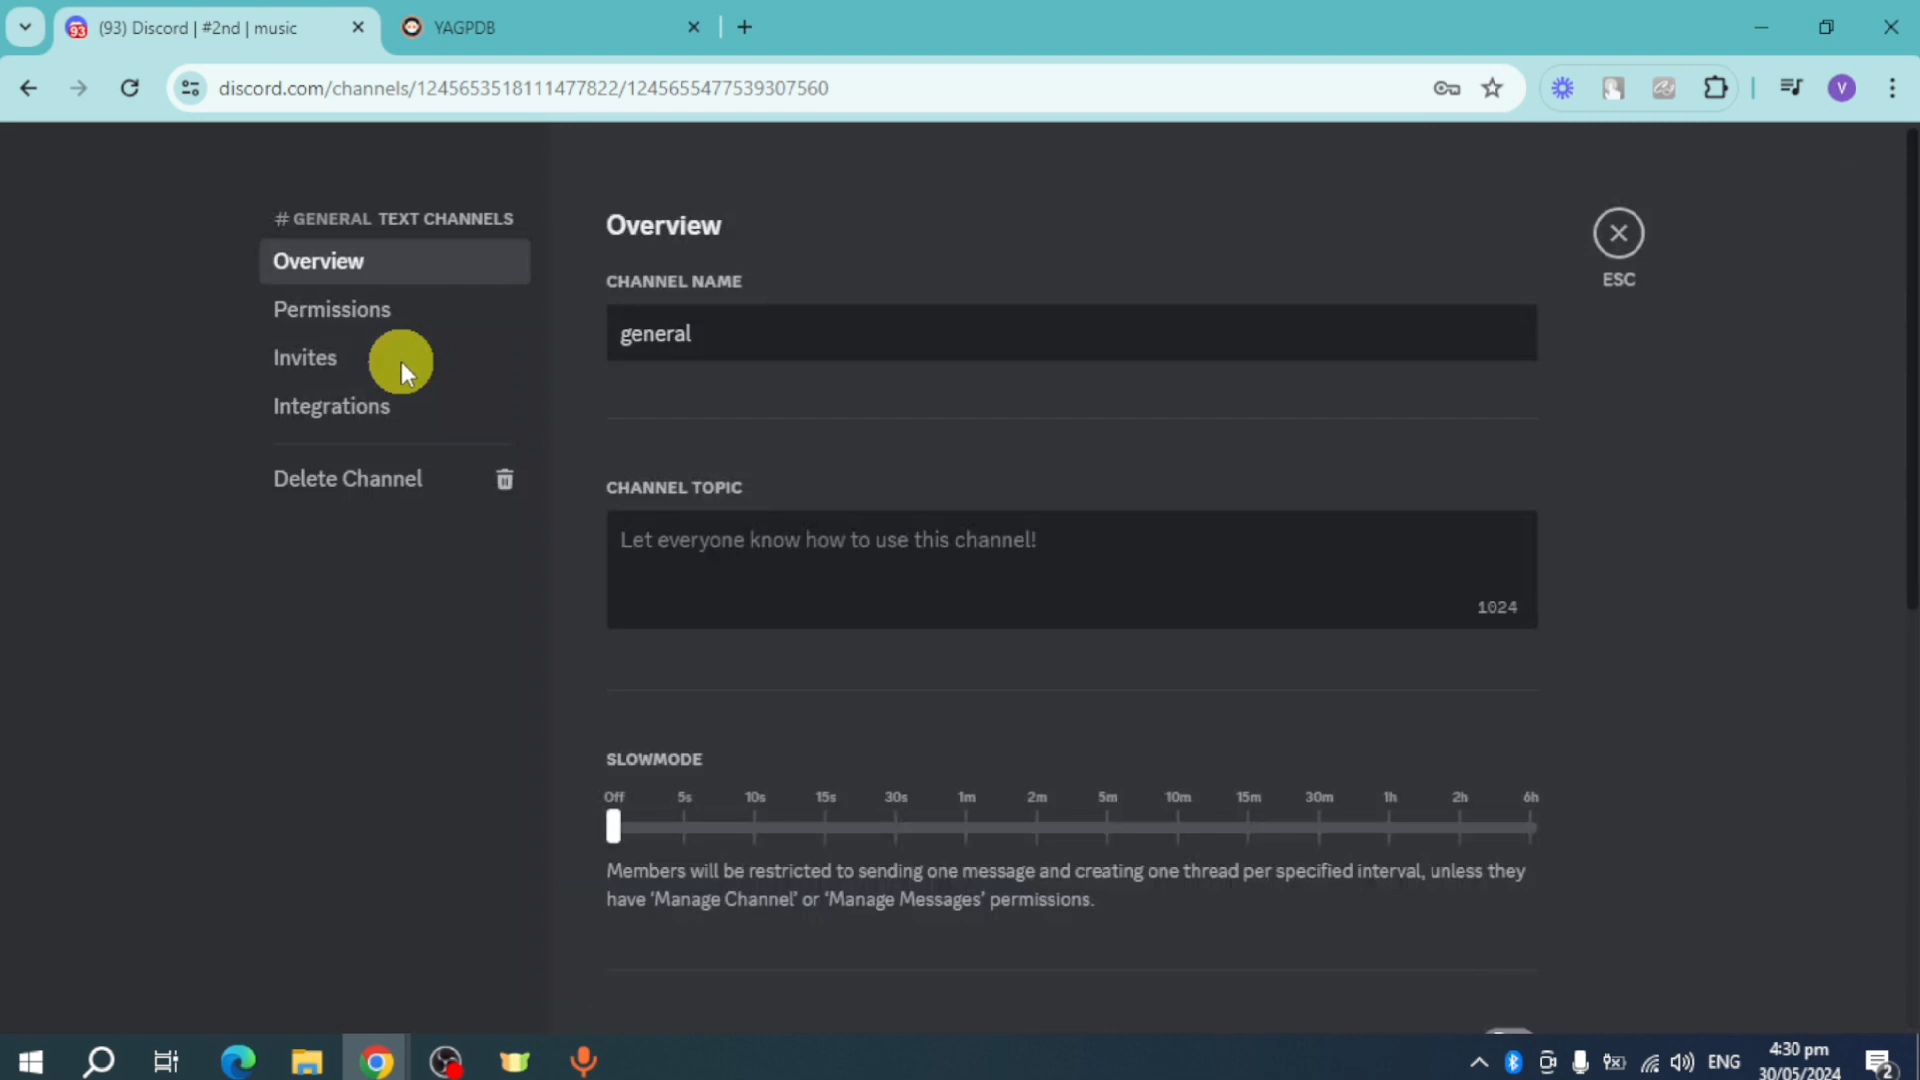 (93) Discord | #2nd | music
YAGPDB
discord.com/channels/1245653518111477822/1245655477539307560
V
# GENERAL TEXT CHANNELS
Overview
Permissions
Invites
Integrations
Delete Channel
Overview
CHANNEL NAME
general
CHANNEL TOPIC
Let everyone know how to use this channel!
1024
SLOWMODE
Off 5s 10s 15s 30s 1m 2m 5m 10m 15m 30m 1h 2h 6h
Members will be restricted to sending one message and creating one thread per specified interval, unless they
have 'Manage Channel' or 'Manage Messages' permissions.
ESC
ENG
4:30 pm
30/05/2024
2